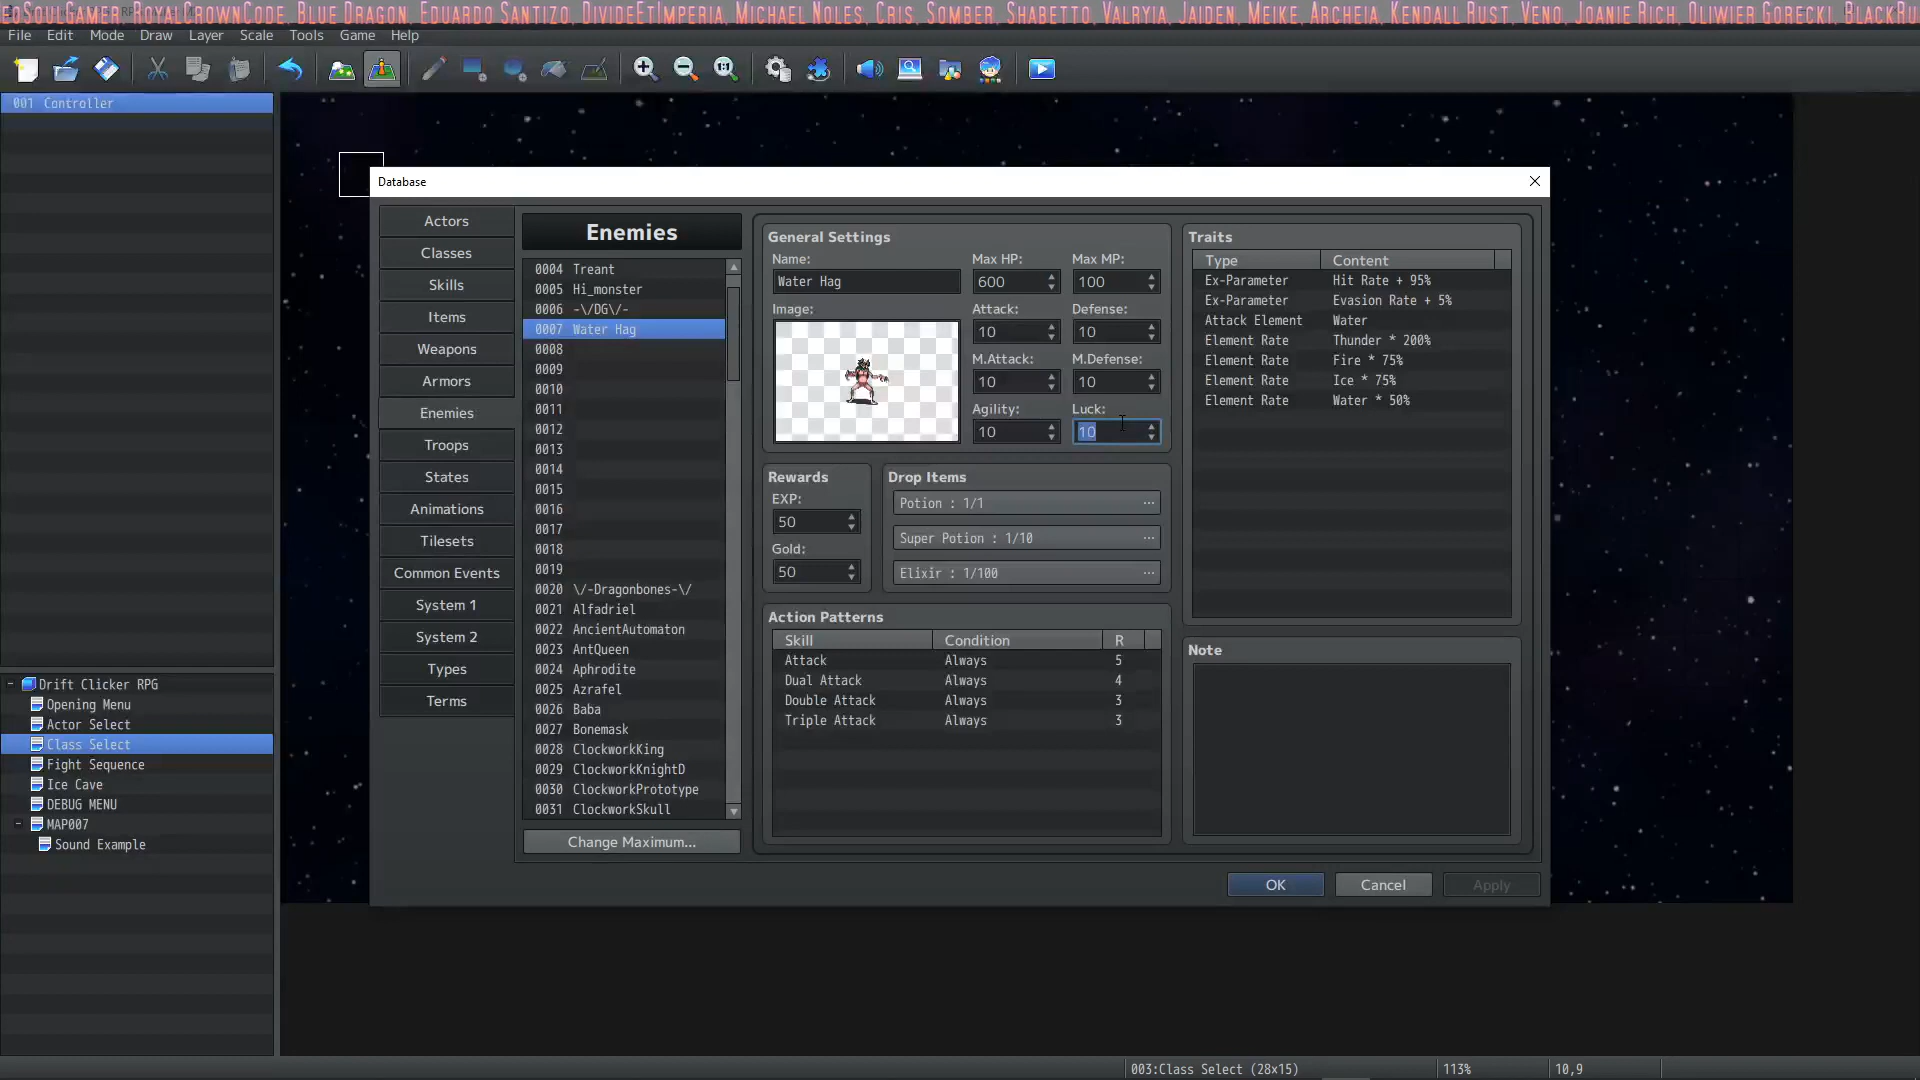 EDSOULGAMERROYAL CROWNCODE, BLUE DRAGON, EDUARDO SANTIZO, DIVIDEETIMPERIA, MICHAEL NOLES, CRIS, SOMBER, SHABETTO, VALRYIA, JAIDEN, MEIKE, ARCHEIA, KENDALL RUST, VENO, JOANIE RICH, OLIWIER GORECKI, BLACKRU
File Edit Mode Draw Layer Scale Tools Game Help
001 Controller
Database
Actors
Classes
Skills
Items
Weapons
Armors
Enemies
Troops
States
Animations
Tilesets
Common Events
System 1
System 2
Types
Terms
Enemies
0004 Treant
0005 Hi_monster
0006 -\/DG\/-
0007 Water Hag
0008
0009
0010
0011
0012
0013
0014
0015
0016
0017
0018
0019
0020 \/-Dragonbones-\/
0021 Alfadriel
0022 AncientAutomaton
0023 AntQueen
0024 Aphrodite
0025 Azrafel
0026 Baba
0027 Bonemask
0028 ClockworkKing
0029 ClockworkKnightD
0030 ClockworkPrototype
0031 ClockworkSkull
Change Maximum...
General Settings
Name: Max HP: Max MP:
Water Hag 600 100
Image: Attack: Defense:
10 10
M.Attack: M.Defense:
10 10
Agility: Luck:
10 10
Rewards
EXP:
50
Gold:
50
Drop Items
Potion : 1/1 ...
Super Potion : 1/10 ...
Elixir : 1/100 ...
Action Patterns
Skill Condition R
Attack Always 5
Dual Attack Always 4
Double Attack Always 3
Triple Attack Always 3
Traits
Type Content
Ex-Parameter Hit Rate + 95%
Ex-Parameter Evasion Rate + 5%
Attack Element Water
Element Rate Thunder * 200%
Element Rate Fire * 75%
Element Rate Ice * 75%
Element Rate Water * 50%
Note
OK Cancel Apply
Drift Clicker RPG
Opening Menu
Actor Select
Class Select
Fight Sequence
Ice Cave
DEBUG MENU
MAP007
Sound Example
003:Class Select (28x15) 113% 10,9